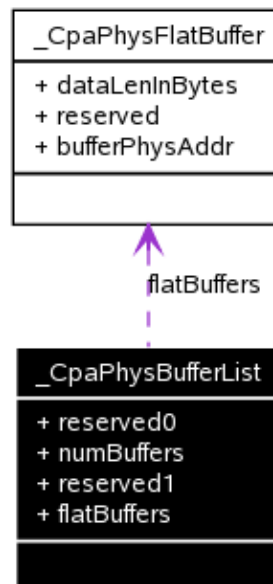 _CpaPhysFlatBuffer
+ dataLenInBytes
+ reserved
+ bufferPhysAddr
flatBuffers
_CpaPhysBufferList
+ reserved0
+ numBuffers
+ reserved1
+ flatBuffers